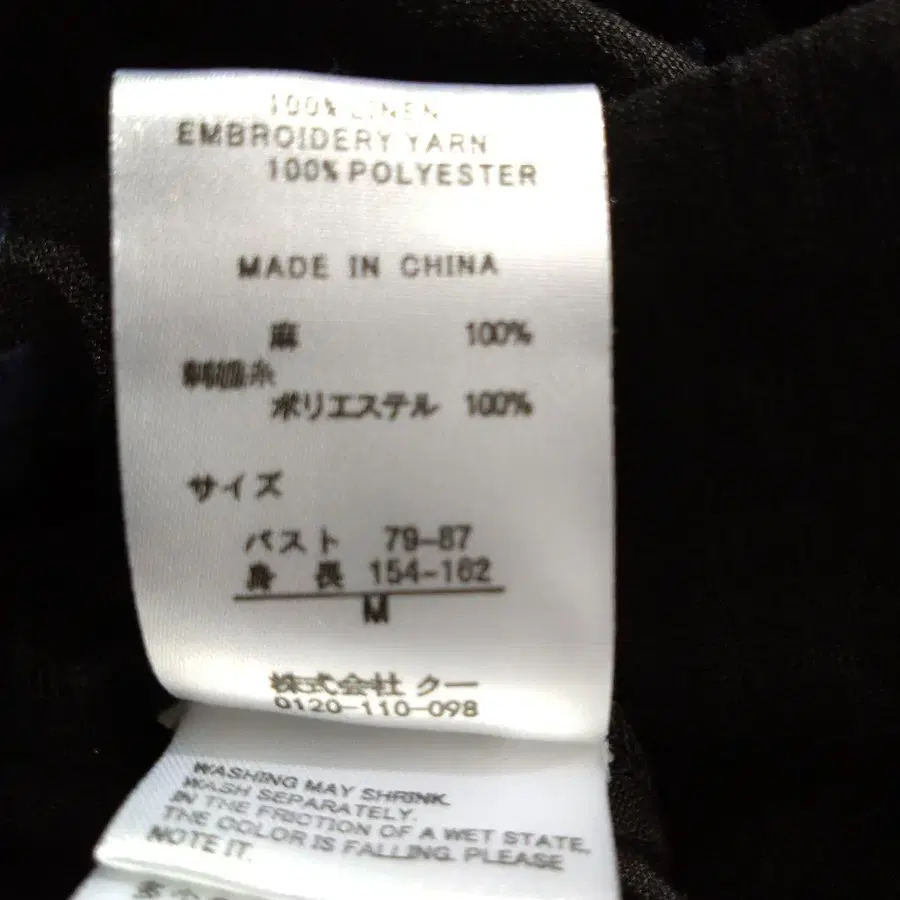 100% LINEN
EMBROIDERY YARN
100% POLYESTER
MADE IN CHINA
麻 100%
刺繍糸
ポリエステル 100%
サイズ
バスト 79-87
身長 154-162
M
株式会社 クー
0120-110-098
WASHING MAY SHRINK.
WASH SEPARATELY.
IN THE FRICTION OF A WET STATE,
THE COLOR IS FALLING. PLEASE
NOTE IT.